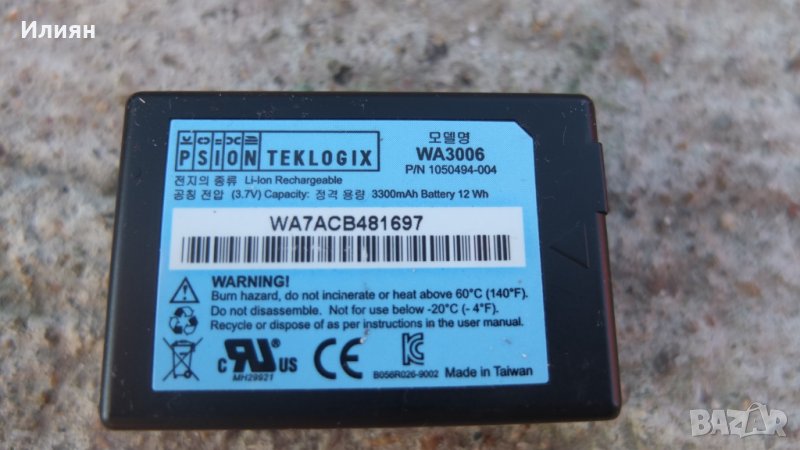 Илиян
PSION TEKLOGIX
모델명
WA3006
P/N 1050494-004
전지의 종류 Li-Ion Rechargeable
공칭 전압 (3.7V) Capacity: 정격 용량 3300mAh Battery 12 Wh
WA7ACB481697
WARNING!
Burn hazard, do not incinerate or heat above 60°C (140°F).
Do not disassemble. Not for use below -20°C (- 4°F).
Recycle or dispose of as per instructions in the user manual.
c RU US
MH29921
CE
B056R026-9002
Made in Taiwan
BAZAR